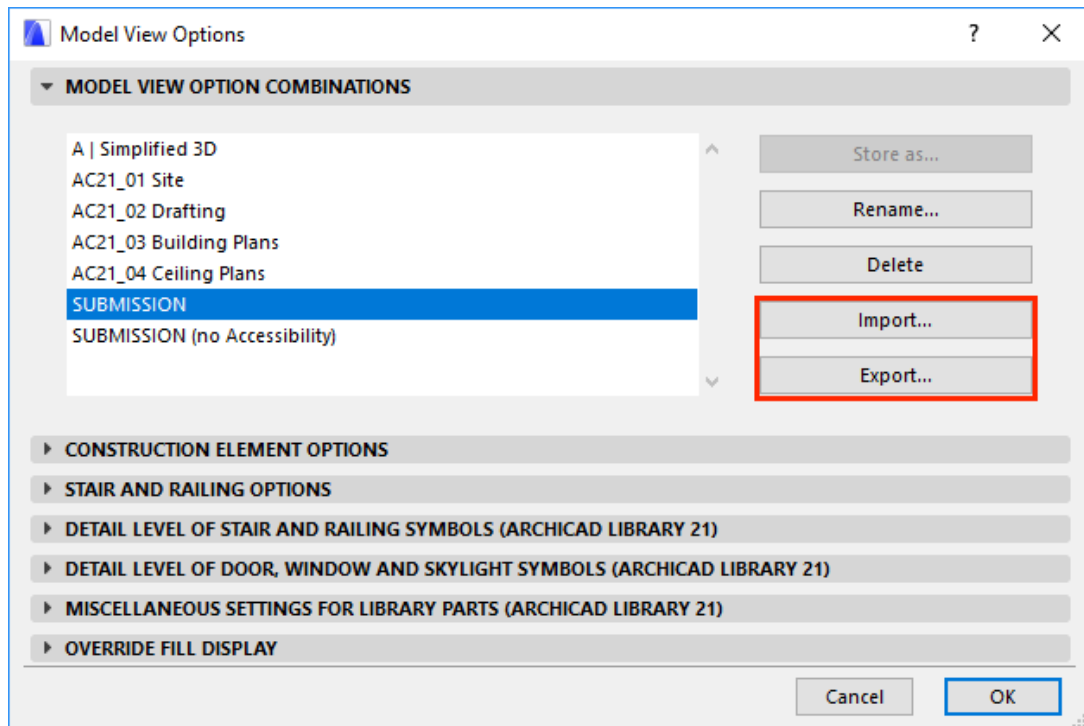 Model View Options
?
MODEL VIEW OPTION COMBINATIONS
A | Simplified 3D
AC21_01 Site
AC21_02 Drafting
AC21_03 Building Plans
AC21_04 Ceiling Plans
SUBMISSION
SUBMISSION (no Accessibility)
Store as...
Rename...
Delete
Import...
Export...
CONSTRUCTION ELEMENT OPTIONS
STAIR AND RAILING OPTIONS
DETAIL LEVEL OF STAIR AND RAILING SYMBOLS (ARCHICAD LIBRARY 21)
DETAIL LEVEL OF DOOR, WINDOW AND SKYLIGHT SYMBOLS (ARCHICAD LIBRARY 21)
MISCELLANEOUS SETTINGS FOR LIBRARY PARTS (ARCHICAD LIBRARY 21)
OVERRIDE FILL DISPLAY
Cancel
OK